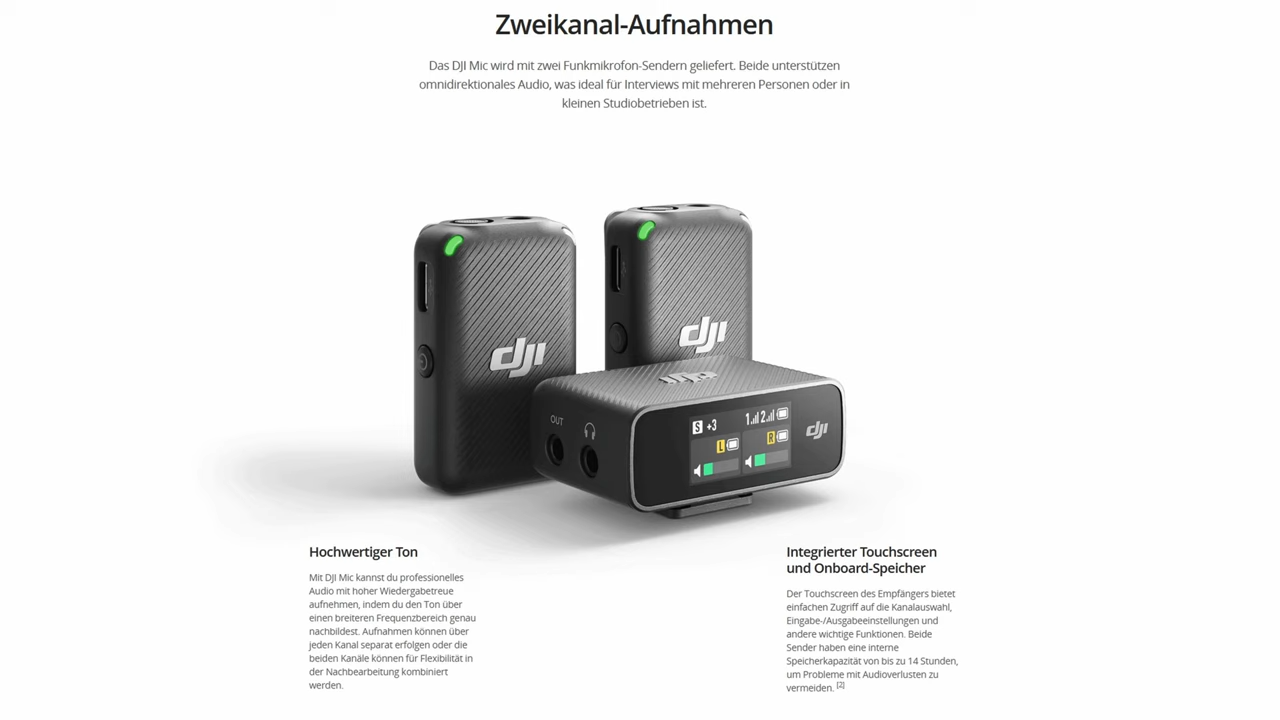 Zweikanal-Aufnahmen
Das DJI Mic wird mit zwei Funkmikrofon-Sendern geliefert. Beide unterstützen
omnidirektionales Audio, was ideal für Interviews mit mehreren Personen oder in
kleinen Studiobetrieben ist.
dji
dji
dji
OUT
S +3 1 2
L R
dji
Hochwertiger Ton
Mit DJI Mic kannst du professionelles
Audio mit hoher Wiedergabetreue
aufnehmen, indem du den Ton über
einen breiteren Frequenzbereich genau
nachbildest. Aufnahmen können über
jeden Kanal separat erfolgen oder die
beiden Kanäle können für Flexibilität in
der Nachbearbeitung kombiniert
werden.
Integrierter Touchscreen
und Onboard-Speicher
Der Touchscreen des Empfängers bietet
einfachen Zugriff auf die Kanalauswahl,
Eingabe-/Ausgabeeinstellungen und
andere wichtige Funktionen. Beide
Sender haben eine interne
Speicherkapazität von bis zu 14 Stunden,
um Probleme mit Audioverlusten zu
vermeiden. [2]